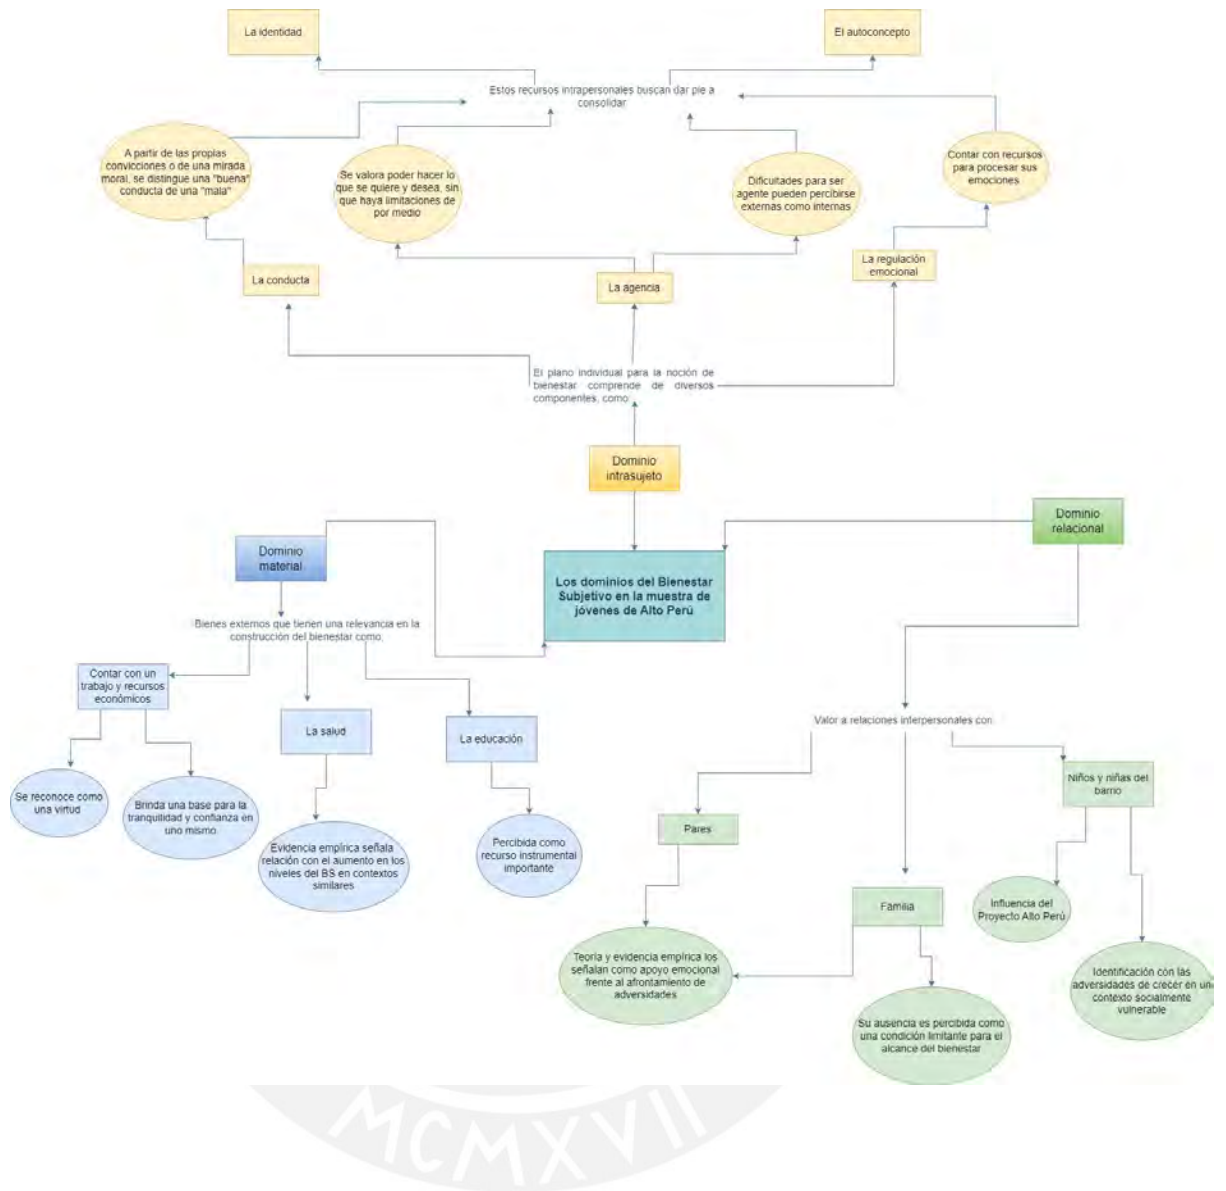 La identidad
El autoconcepto
Estos recursos intrapersonales buscan dar pie a
consolidar
A partir de las propias
convicciones o de una mirada
moral, se distingue una "buena"
conducta de una "mala"
Se valora poder hacer lo
que se quiere y desea, sin
que haya limitaciones de
por medio
Dificultades para ser
agente pueden percibirse
externas como internas
Contar con recursos
para procesar sus
emociones
La conducta
La agencia
La regulación
emocional
El plano individual para la noción de
bienestar comprende de diversos
componentes, como
Dominio
intrasujeto
Dominio
relacional
Dominio
material
Los dominios del Bienestar
Subjetivo en la muestra de
jóvenes de Alto Perú
Bienes externos que tienen una relevancia en la
construcción del bienestar como
Contar con un
trabajo y recursos
económicos
La salud
La educación
Se reconoce como
una virtud
Brinda una base para la
tranquilidad y confianza en
uno mismo
Evidencia empírica señala
relación con el aumento en los
niveles del BS en contextos
similares
Percibida como
recurso instrumental
importante
Valor a relaciones interpersonales con
Pares
Familia
Niños y niñas del
barrio
Teoría y evidencia empírica los
señalan como apoyo emocional
frente al afrontamiento de
adversidades
Su ausencia es percibida como
una condición limitante para el
alcance del bienestar
Influencia del
Proyecto Alto Perú
Identificación con las
adversidades de crecer en un
contexto socialmente
vulnerable
MCMXVII